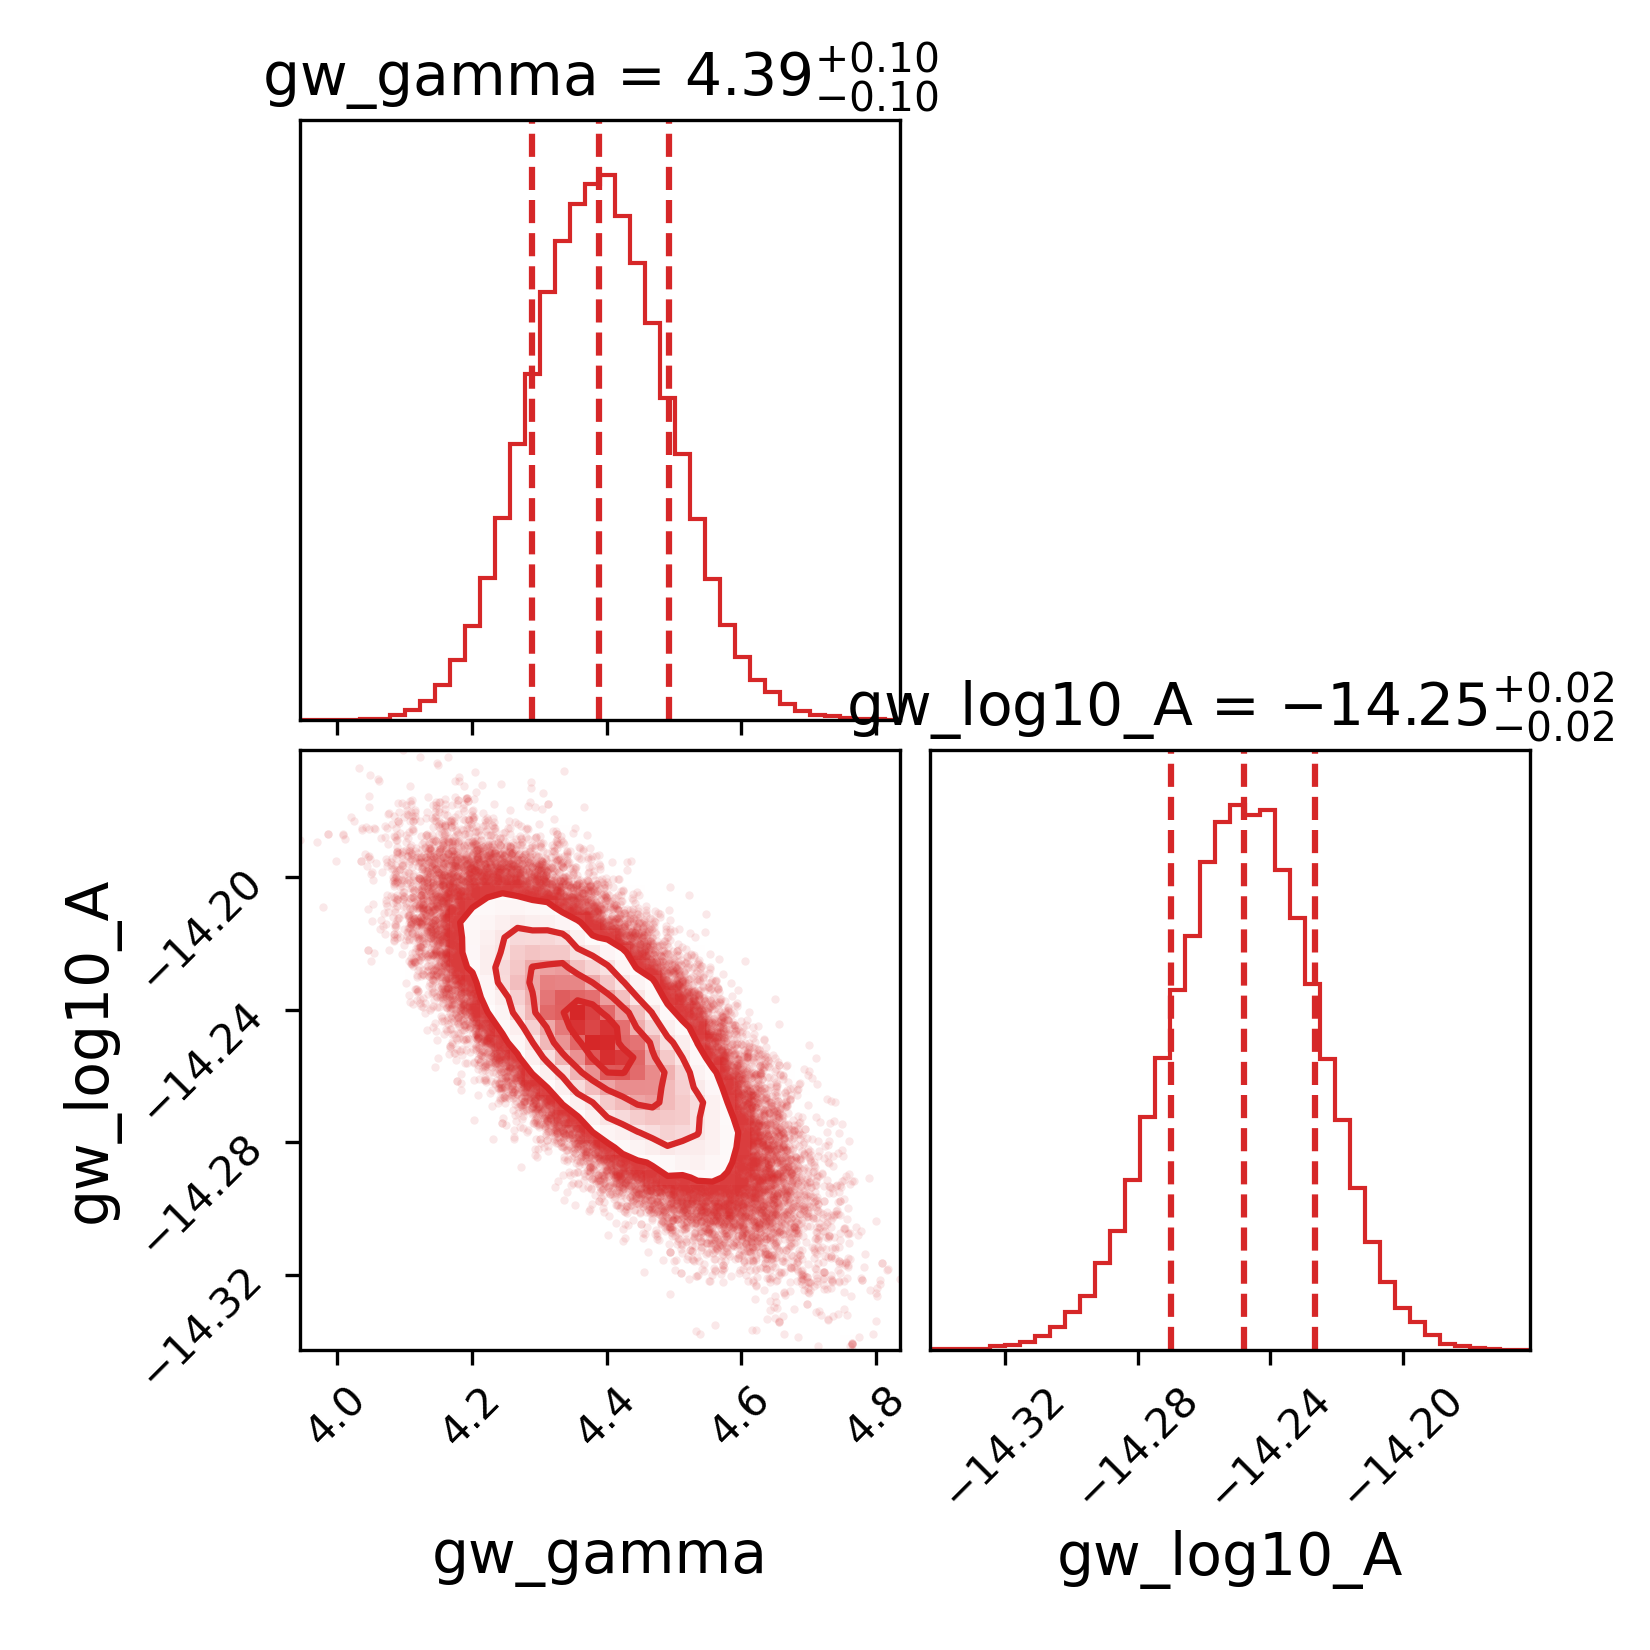 gw_gamma = 4.39+0.10 −0.10
gw_log10_A = −14.25+0.02 −0.02
gw_log10_A
−14.20
−14.24
−14.28
−14.32
4.0 4.2 4.4 4.6 4.8
−14.32 −14.28 −14.24 −14.20
gw_gamma
gw_log10_A